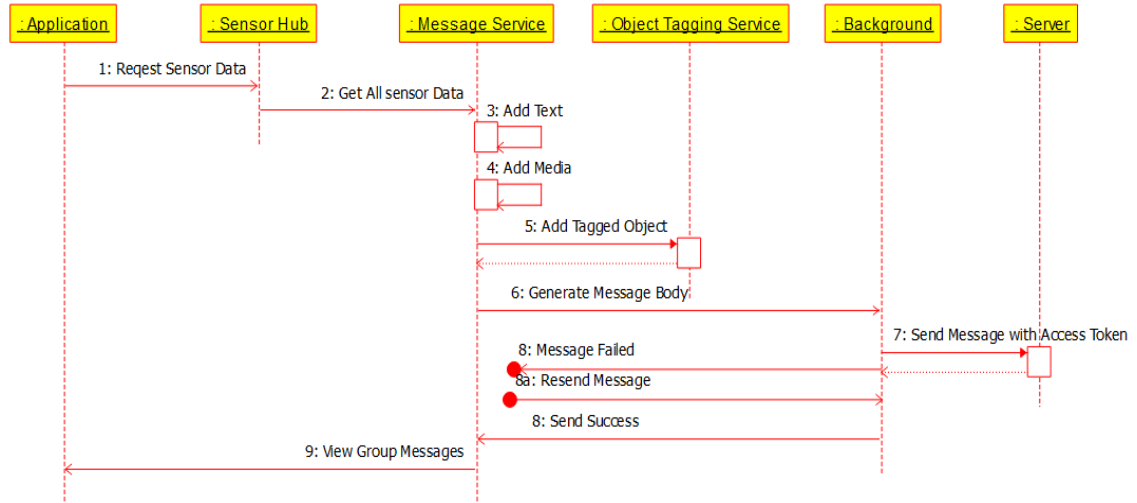 : Application
: Sensor Hub
: Message Service
: Object Tagging Service
: Background
: Server
1: Reqest Sensor Data
2: Get All sensor Data
3: Add Text
4: Add Media
5: Add Tagged Object
6: Generate Message Body
7: Send Message with Access Token
8: Message Failed
8a: Resend Message
8: Send Success
9: View Group Messages